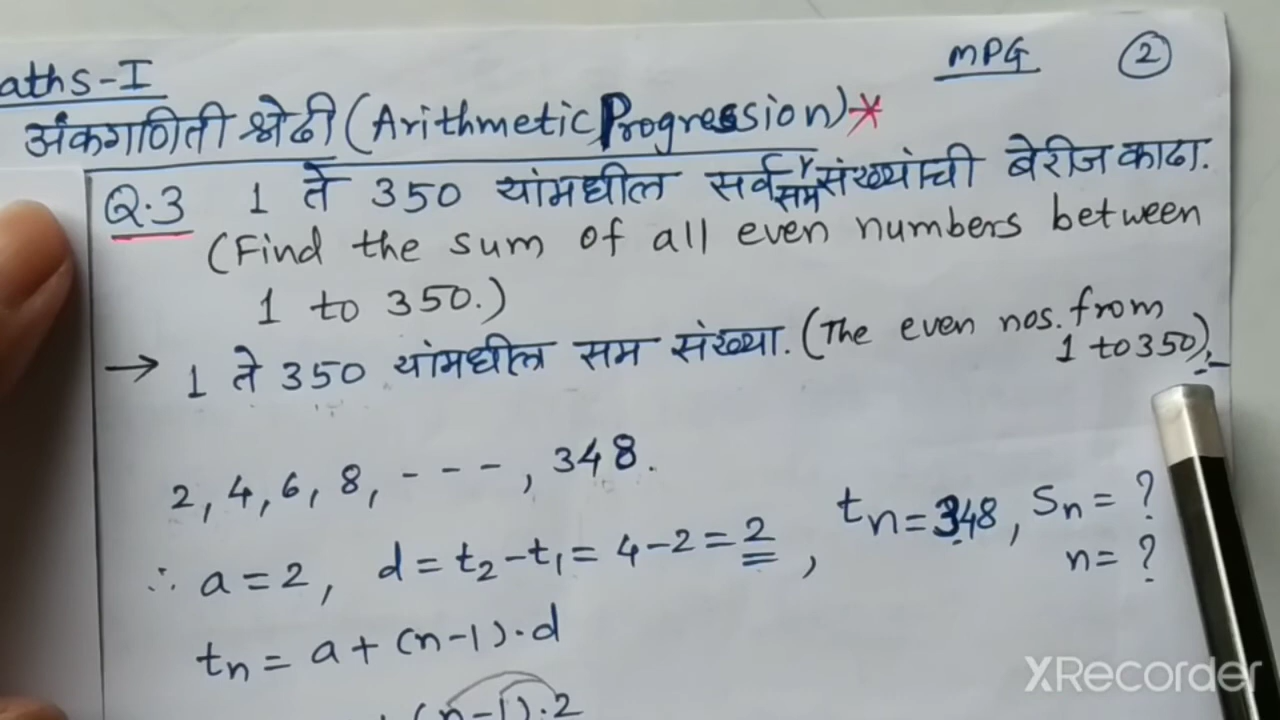 aths-I
MPG ②
अंकगणिती श्रेढी (Arithmetic Progression)*
Q.3 1 ते 350 यांमधील सर्व सम संख्यांची बेरीज काढा.
(Find the sum of all even numbers between
1 to 350.)
→ 1 ते 350 यांमधील सम संख्या. (The even nos. from
1 to 350),-
2, 4, 6, 8, - - - , 348.
∴ a = 2, d = t₂-t₁ = 4-2 = 2 , tn = 348, Sn = ?
n = ?
tn = a + (n-1)·d
(n-1)·2
XRecorder